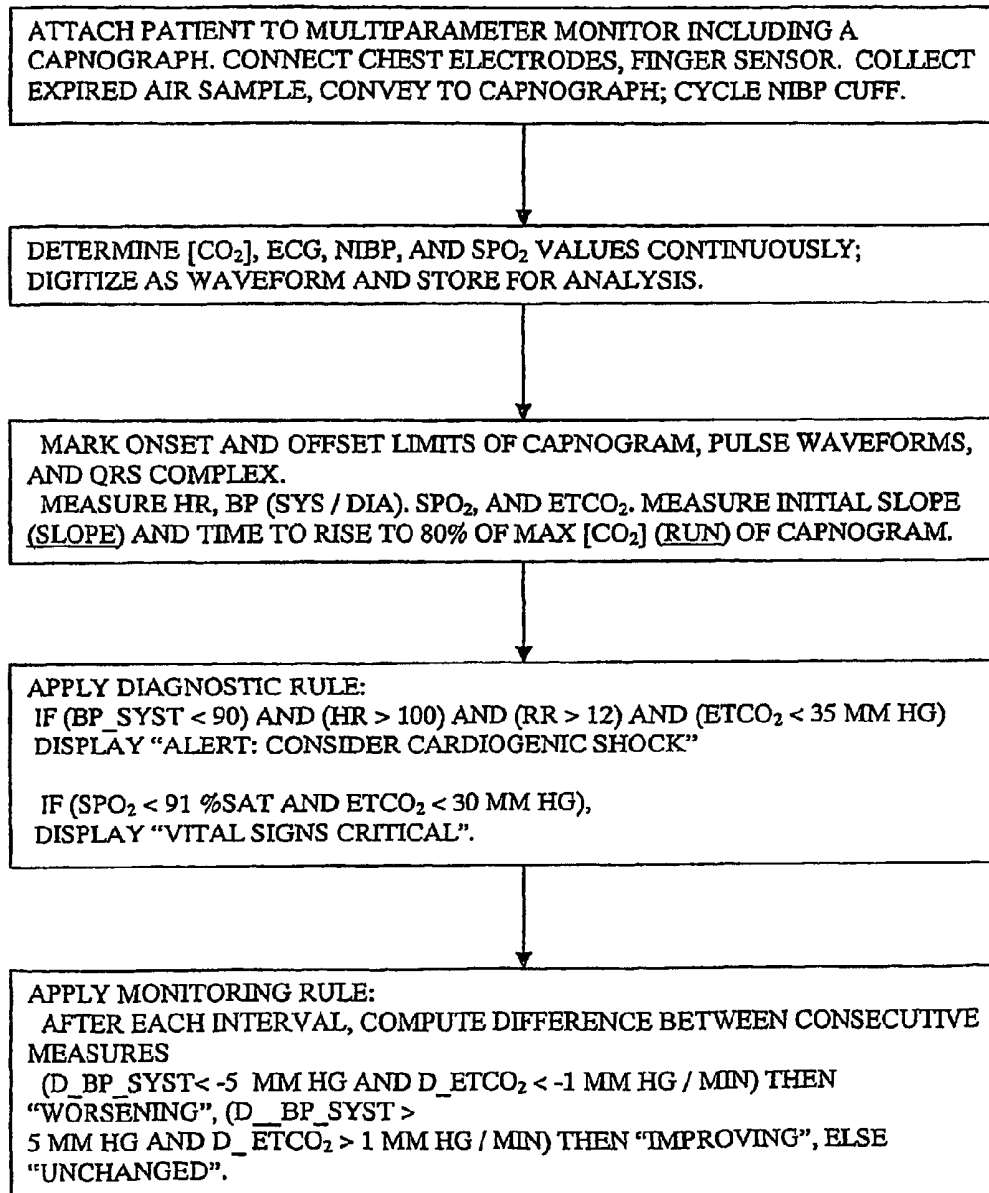 ATTACH PATIENT TO MULTIPARAMETER MONITOR INCLUDING A
CAPNOGRAPH. CONNECT CHEST ELECTRODES, FINGER SENSOR. COLLECT
EXPIRED AIR SAMPLE, CONVEY TO CAPNOGRAPH; CYCLE NIBP CUFF.
DETERMINE [CO₂], ECG, NIBP, AND SPO₂ VALUES CONTINUOUSLY;
DIGITIZE AS WAVEFORM AND STORE FOR ANALYSIS.
MARK ONSET AND OFFSET LIMITS OF CAPNOGRAM, PULSE WAVEFORMS,
AND QRS COMPLEX.
MEASURE HR, BP (SYS / DIA). SPO₂, AND ETCO₂. MEASURE INITIAL SLOPE
(SLOPE) AND TIME TO RISE TO 80% OF MAX [CO₂] (RUN) OF CAPNOGRAM.
APPLY DIAGNOSTIC RULE:
IF (BP_SYST < 90) AND (HR > 100) AND (RR > 12) AND (ETCO₂ < 35 MM HG)
DISPLAY “ALERT: CONSIDER CARDIOGENIC SHOCK”
IF (SPO₂ < 91 %SAT AND ETCO₂ < 30 MM HG),
DISPLAY “VITAL SIGNS CRITICAL”.
APPLY MONITORING RULE:
AFTER EACH INTERVAL, COMPUTE DIFFERENCE BETWEEN CONSECUTIVE
MEASURES
(D_BP_SYST< -5 MM HG AND D_ETCO₂ < -1 MM HG / MIN) THEN
“WORSENING”, (D__BP_SYST >
5 MM HG AND D_ ETCO₂ > 1 MM HG / MIN) THEN “IMPROVING”, ELSE
“UNCHANGED”.